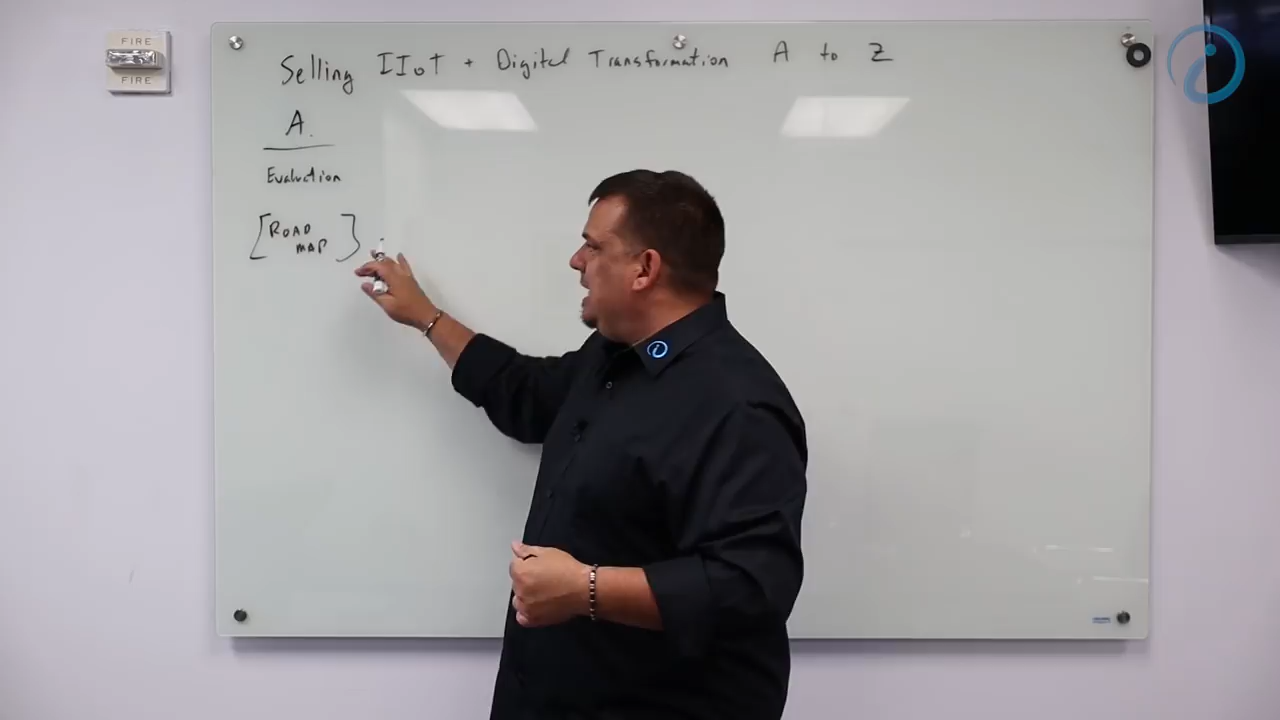 FIRE
FIRE
Selling IIoT + Digital Transformation A to Z
A.
Evaluation
[ROAD
MAP]